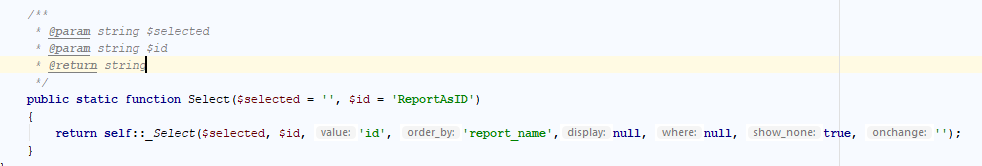 /**
* @param string $selected
* @param string $id
* @return string
*/
public static function Select($selected = '', $id = 'ReportAsID')
{
return self::_Select($selected, $id, value: 'id', order_by: 'report_name', display: null, where: null, show_none: true, onchange: '');
}